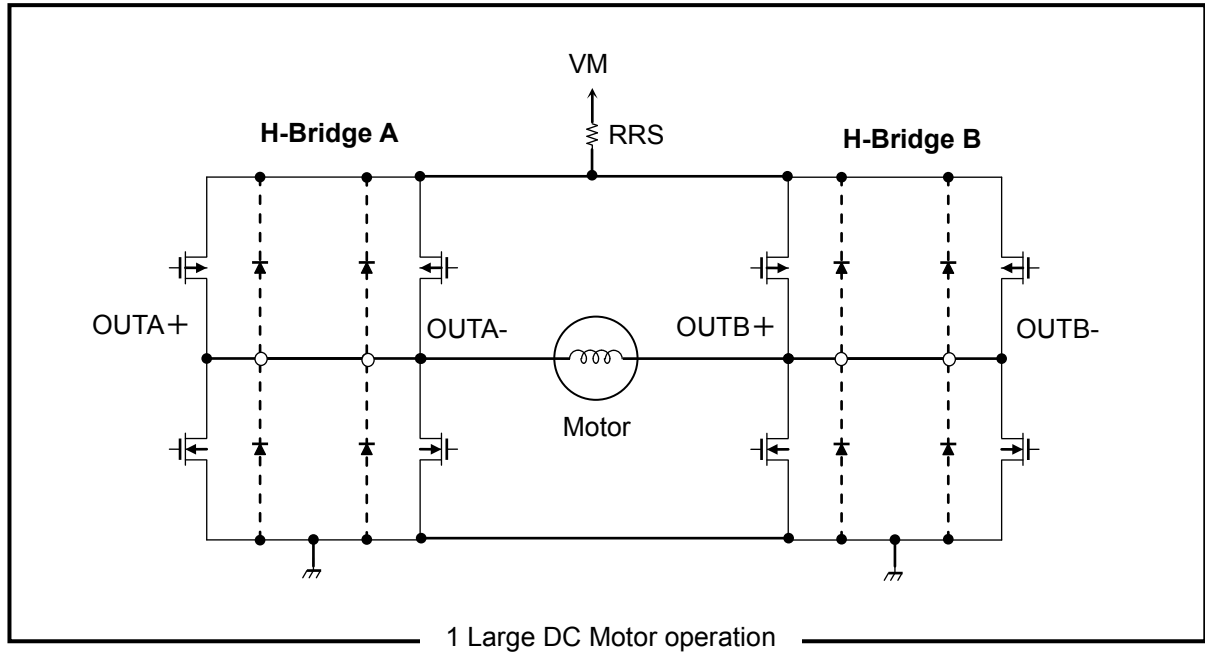 VM
RRS
H-Bridge A
H-Bridge B
OUTA+
OUTA-
OUTB+
OUTB-
Motor
1 Large DC Motor operation